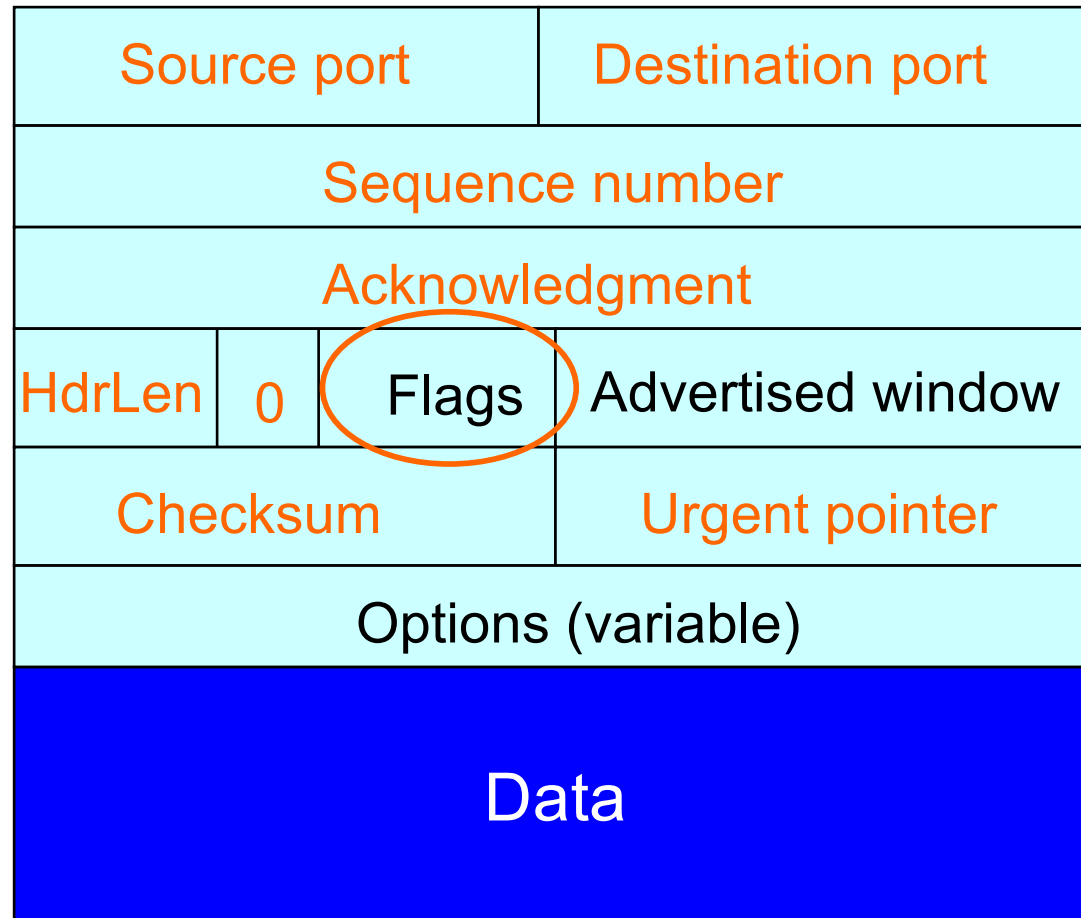 Source port Destination port
Sequence number
Acknowledgment
HdrLen 0 Flags Advertised window
Checksum Urgent pointer
Options (variable)
Data